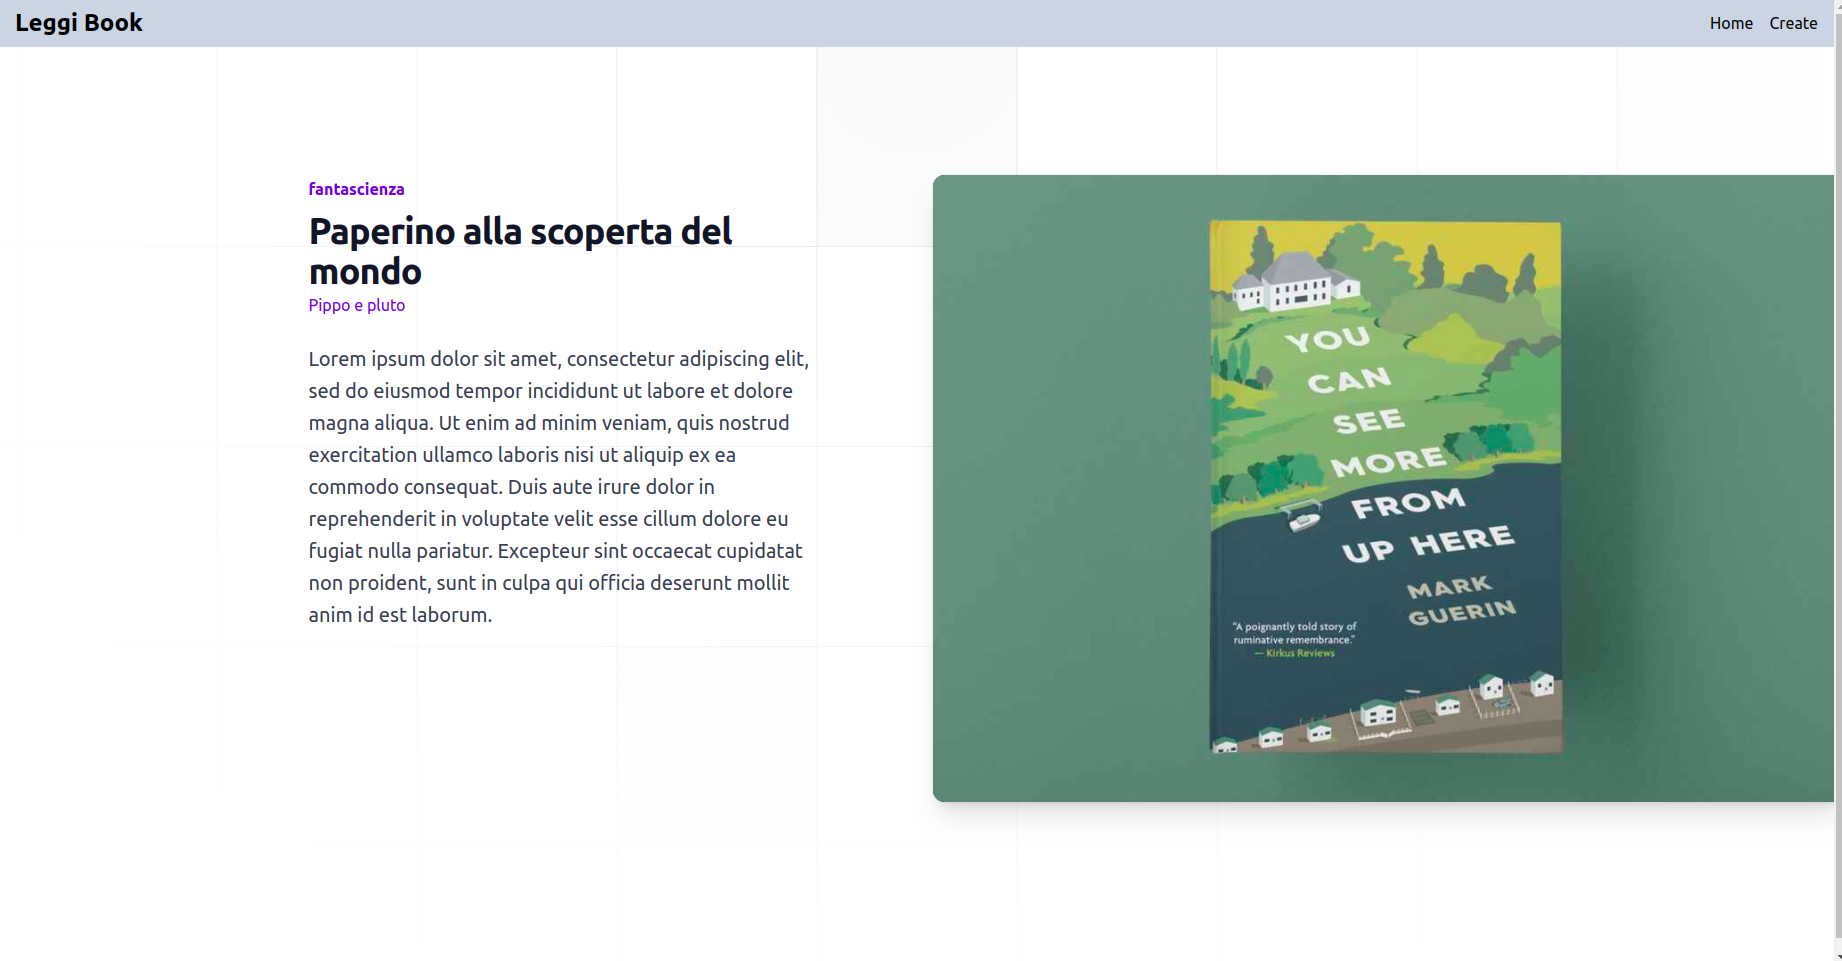 Leggi Book
Home Create
fantascienza
Paperino alla scoperta del
mondo
Pippo e pluto
Lorem ipsum dolor sit amet, consectetur adipiscing elit,
sed do eiusmod tempor incididunt ut labore et dolore
magna aliqua. Ut enim ad minim veniam, quis nostrud
exercitation ullamco laboris nisi ut aliquip ex ea
commodo consequat. Duis aute irure dolor in
reprehenderit in voluptate velit esse cillum dolore eu
fugiat nulla pariatur. Excepteur sint occaecat cupidatat
non proident, sunt in culpa qui officia deserunt mollit
anim id est laborum.
YOU
CAN
SEE
MORE
FROM
UP HERE
MARK
GUERIN
"A poignantly told story of
ruminative remembrance."
— Kirkus Reviews